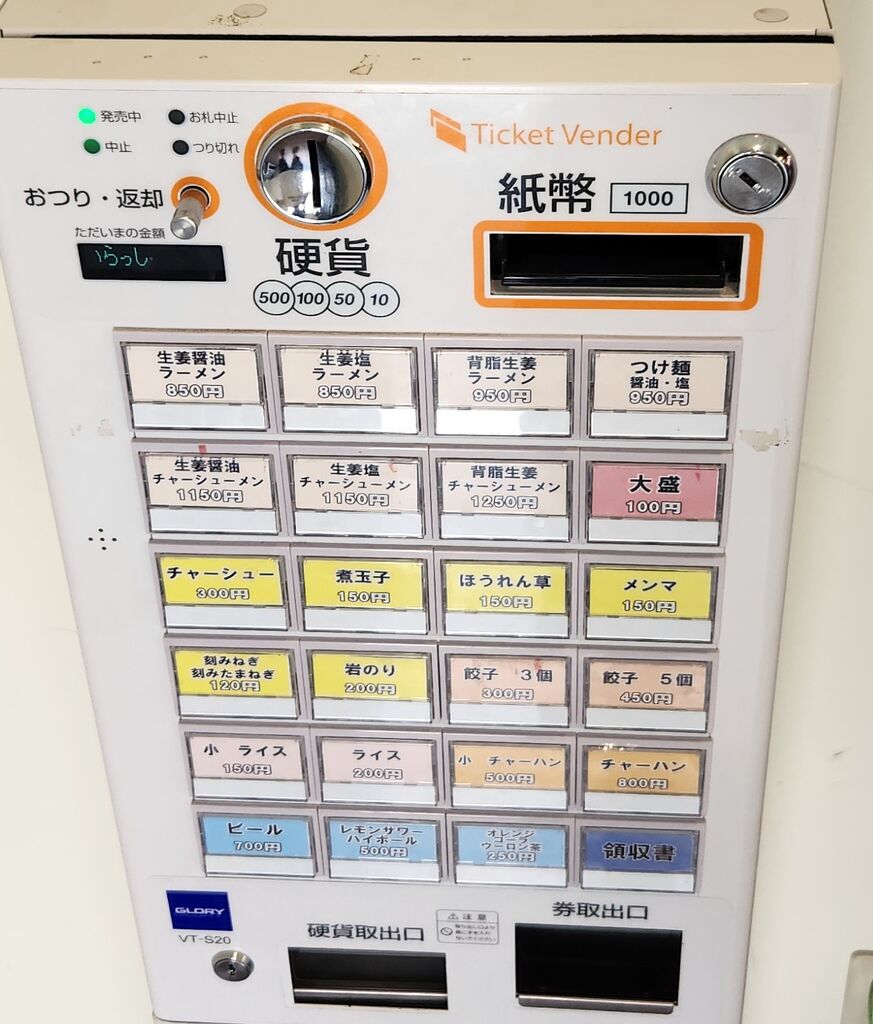 発売中
お札中止
中止
つり切れ
おつり・返却
ただいまの金額
いらっし
硬貨
500 100 50 10
Ticket Vender
紙幣 1000
生姜醤油
ラーメン
850円
生姜塩
ラーメン
850円
背脂生姜
ラーメン
950円
つけ麺
醤油・塩
950円
生姜醤油
チャーシューメン
1150円
生姜塩
チャーシューメン
1150円
背脂生姜
チャーシューメン
1250円
大盛
100円
チャーシュー
300円
煮玉子
150円
ほうれん草
150円
メンマ
150円
刻みねぎ
刻みたまねぎ
120円
岩のり
200円
餃子 3個
300円
餃子 5個
450円
小 ライス
150円
ライス
200円
小 チャーハン
500円
チャーハン
800円
ビール
700円
レモンサワー
ハイボール
500円
オレンジ
コーラ
ウーロン茶
250円
領収書
GLORY
VT-S20
硬貨取出口
注意
券取出口